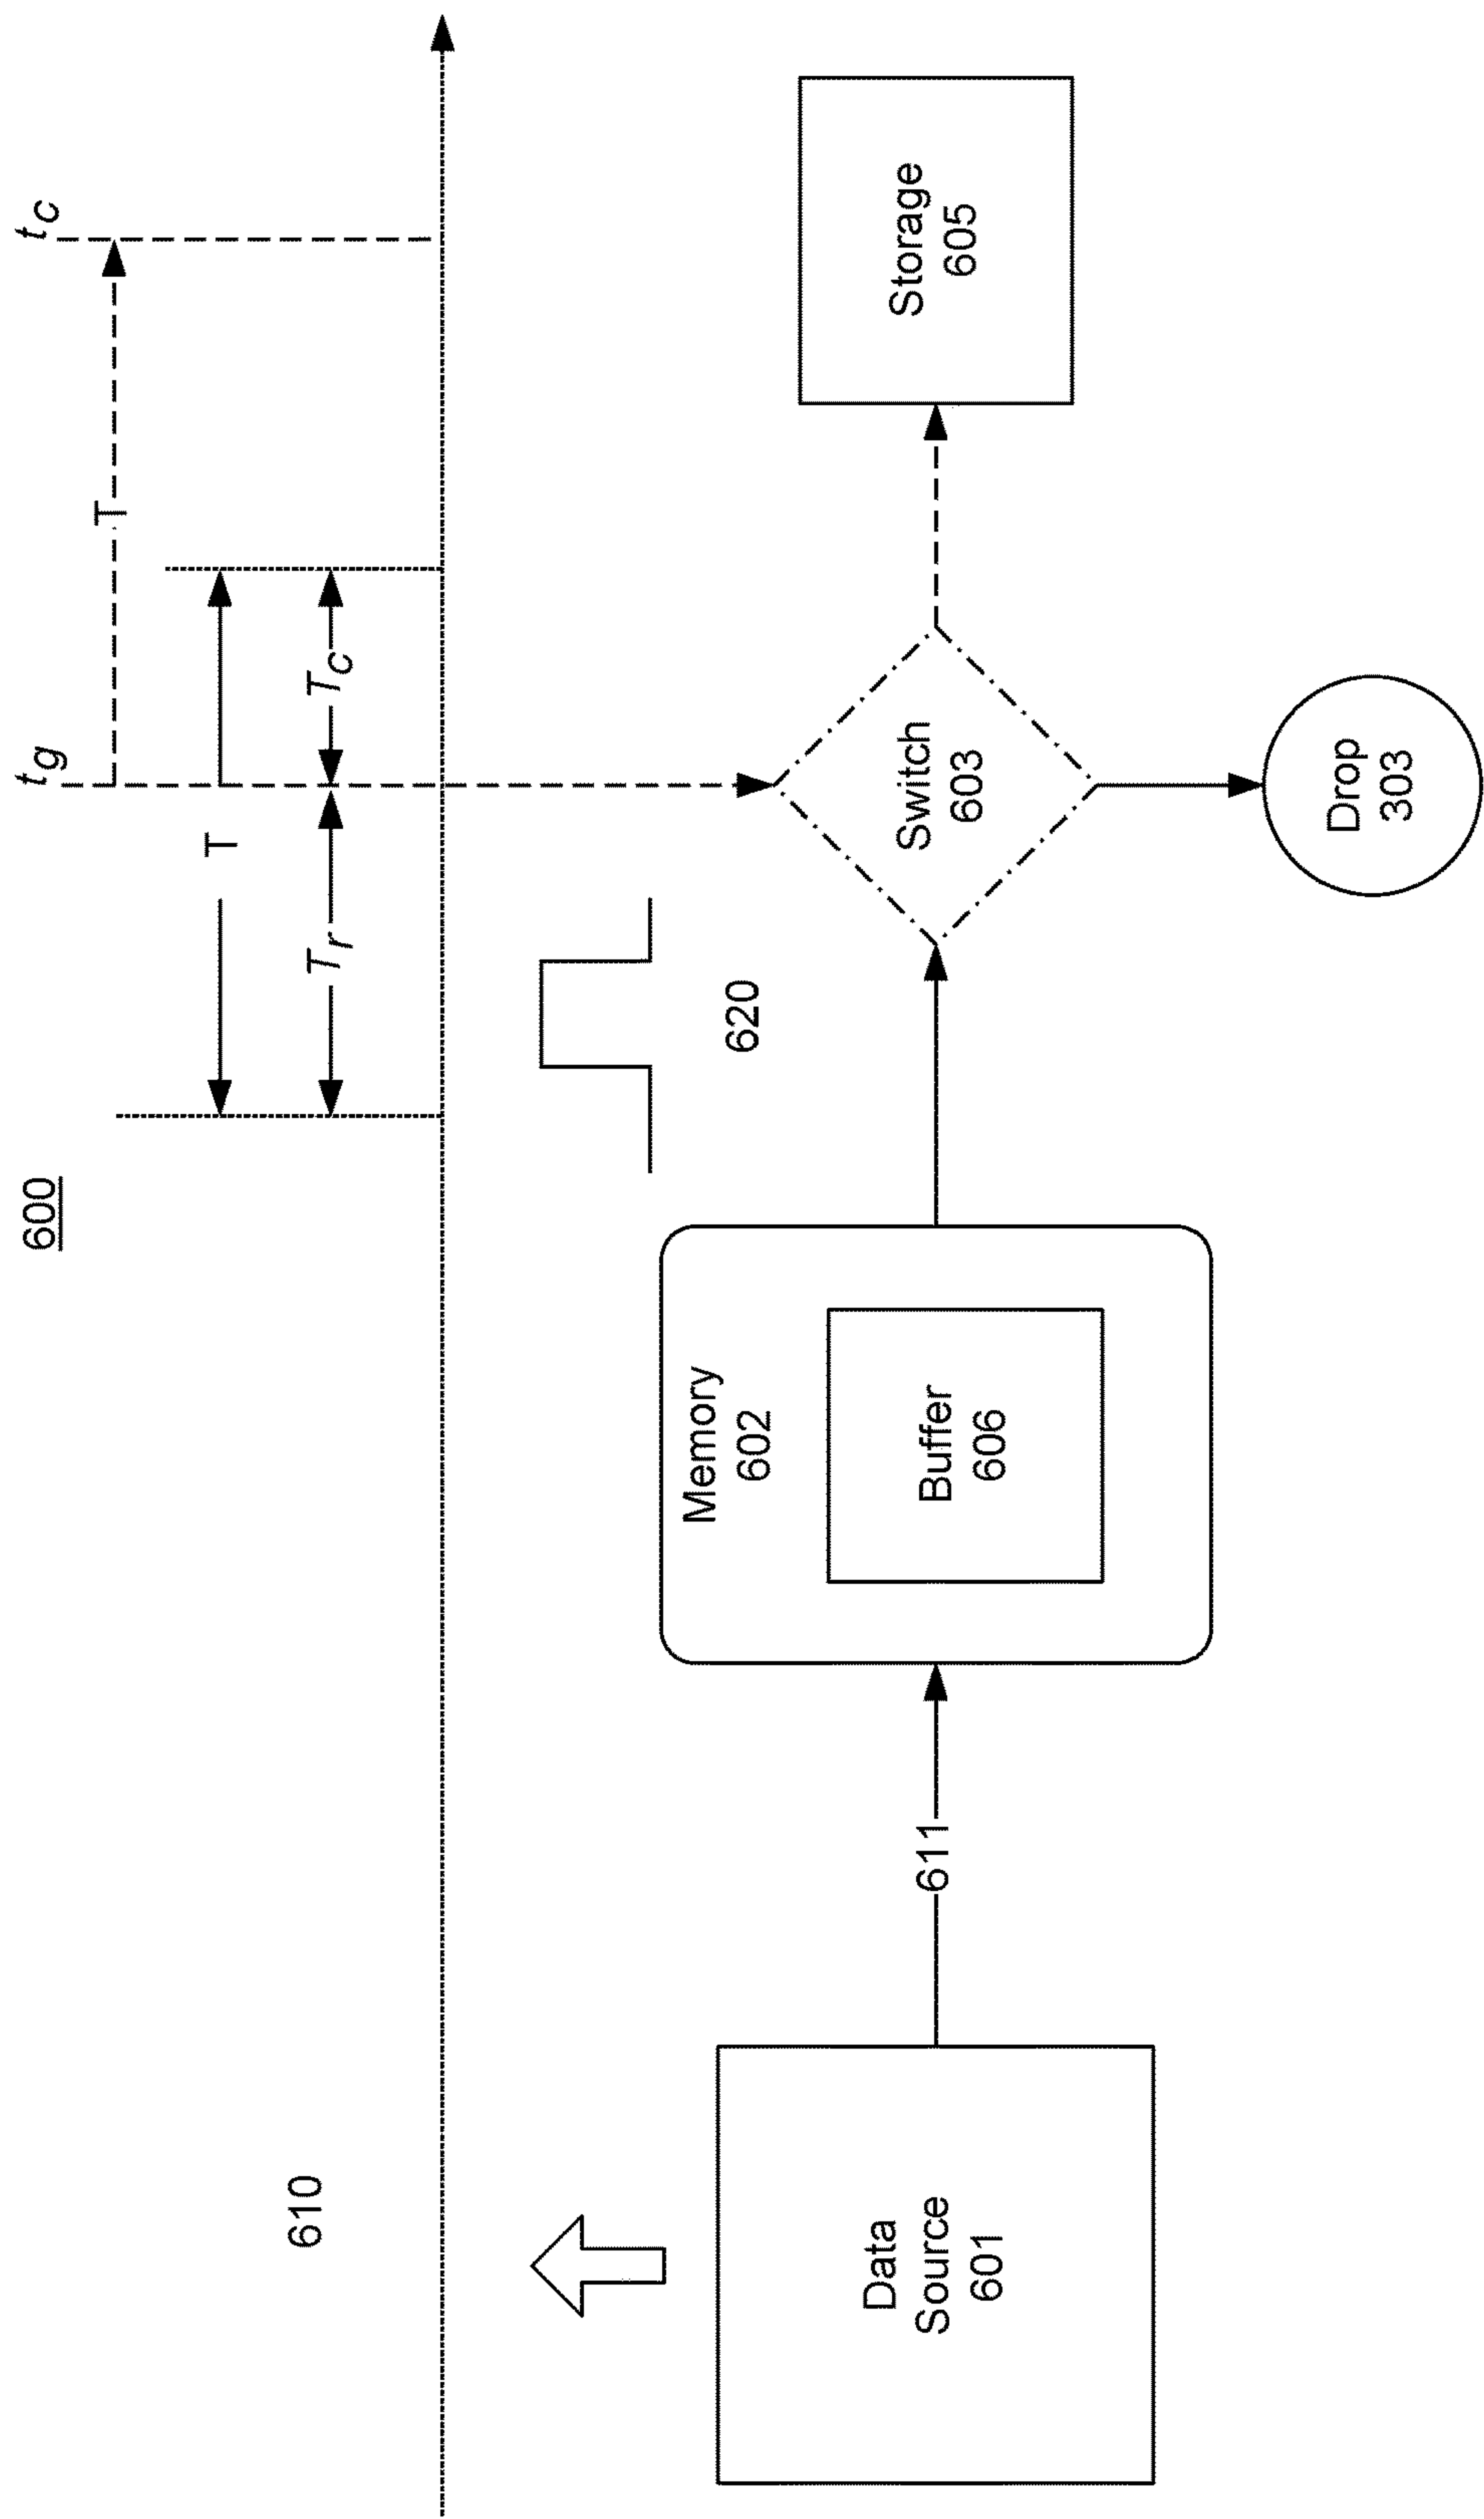 600
t_g
t_c
T
T
T_r
T_c
610
620
Data
Source
601
611
Memory
602
Buffer
606
Switch
603
Storage
605
Drop
303